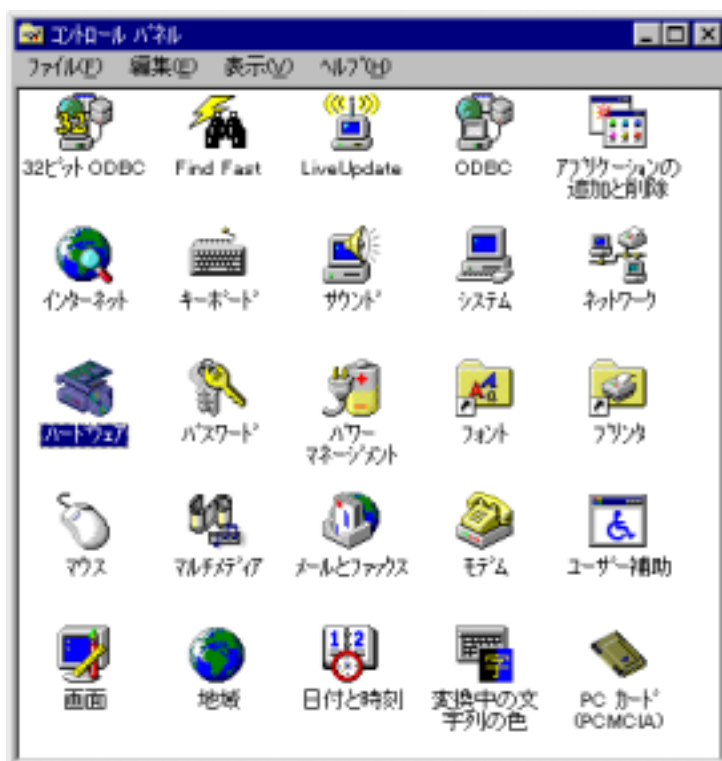 コントロール パネル
ファイル(F) 編集(E) 表示(V) ヘルプ(H)
32ビット ODBC
Find Fast
LiveUpdate
ODBC
アプリケーションの
追加と削除
インターネット
キーボード
サウンド
システム
ネットワーク
ハードウェア
パスワード
パワー
マネージメント
フォント
プリンタ
マウス
マルチメディア
メールとファックス
モデム
ユーザー補助
画面
地域
日付と時刻
変換中の文
字列の色
PC カード
(PCMCIA)